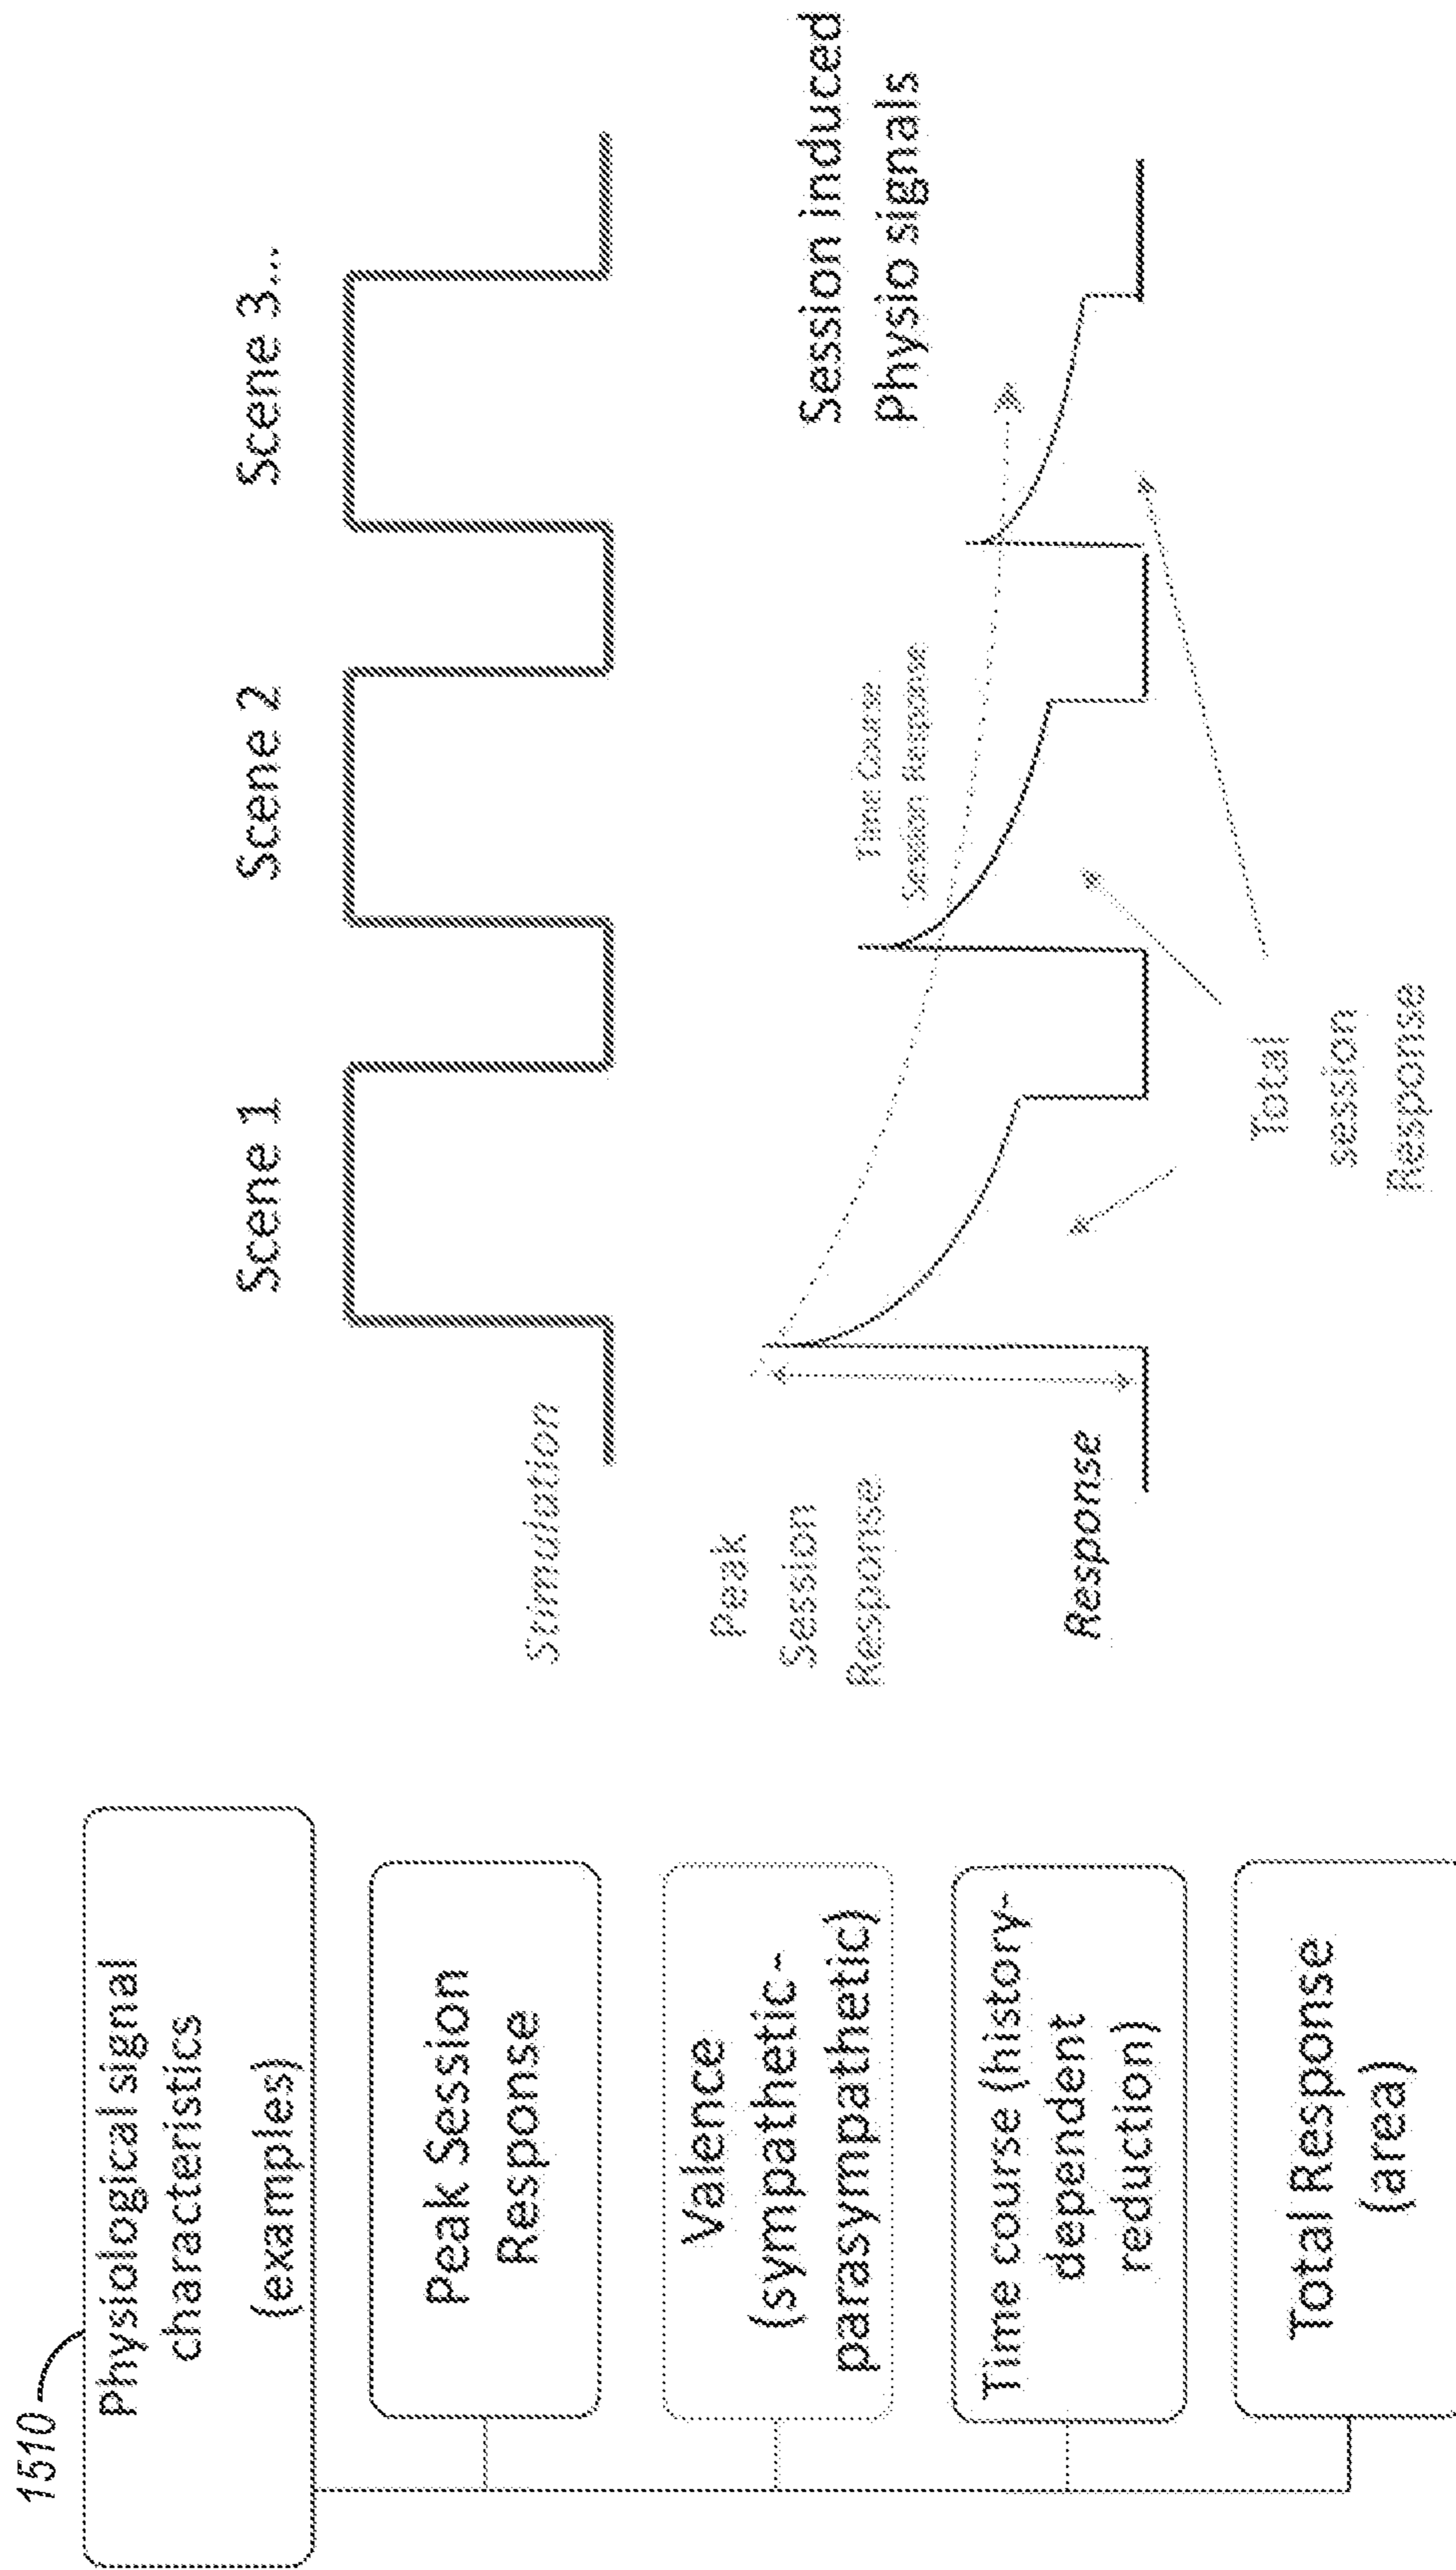 1510
Physiological signal
characteristics
(examples)
Peak Session
Response
Valence
(sympathetic-
parasympathetic)
Time course (history-
dependent
reduction)
Total Response
(area)
Scene 1
Scene 2
Scene 3...
Stimulation
Peak
Session
Response
Response
Time Course
Session Response
Session induced
Physio signals
Total
session
Response